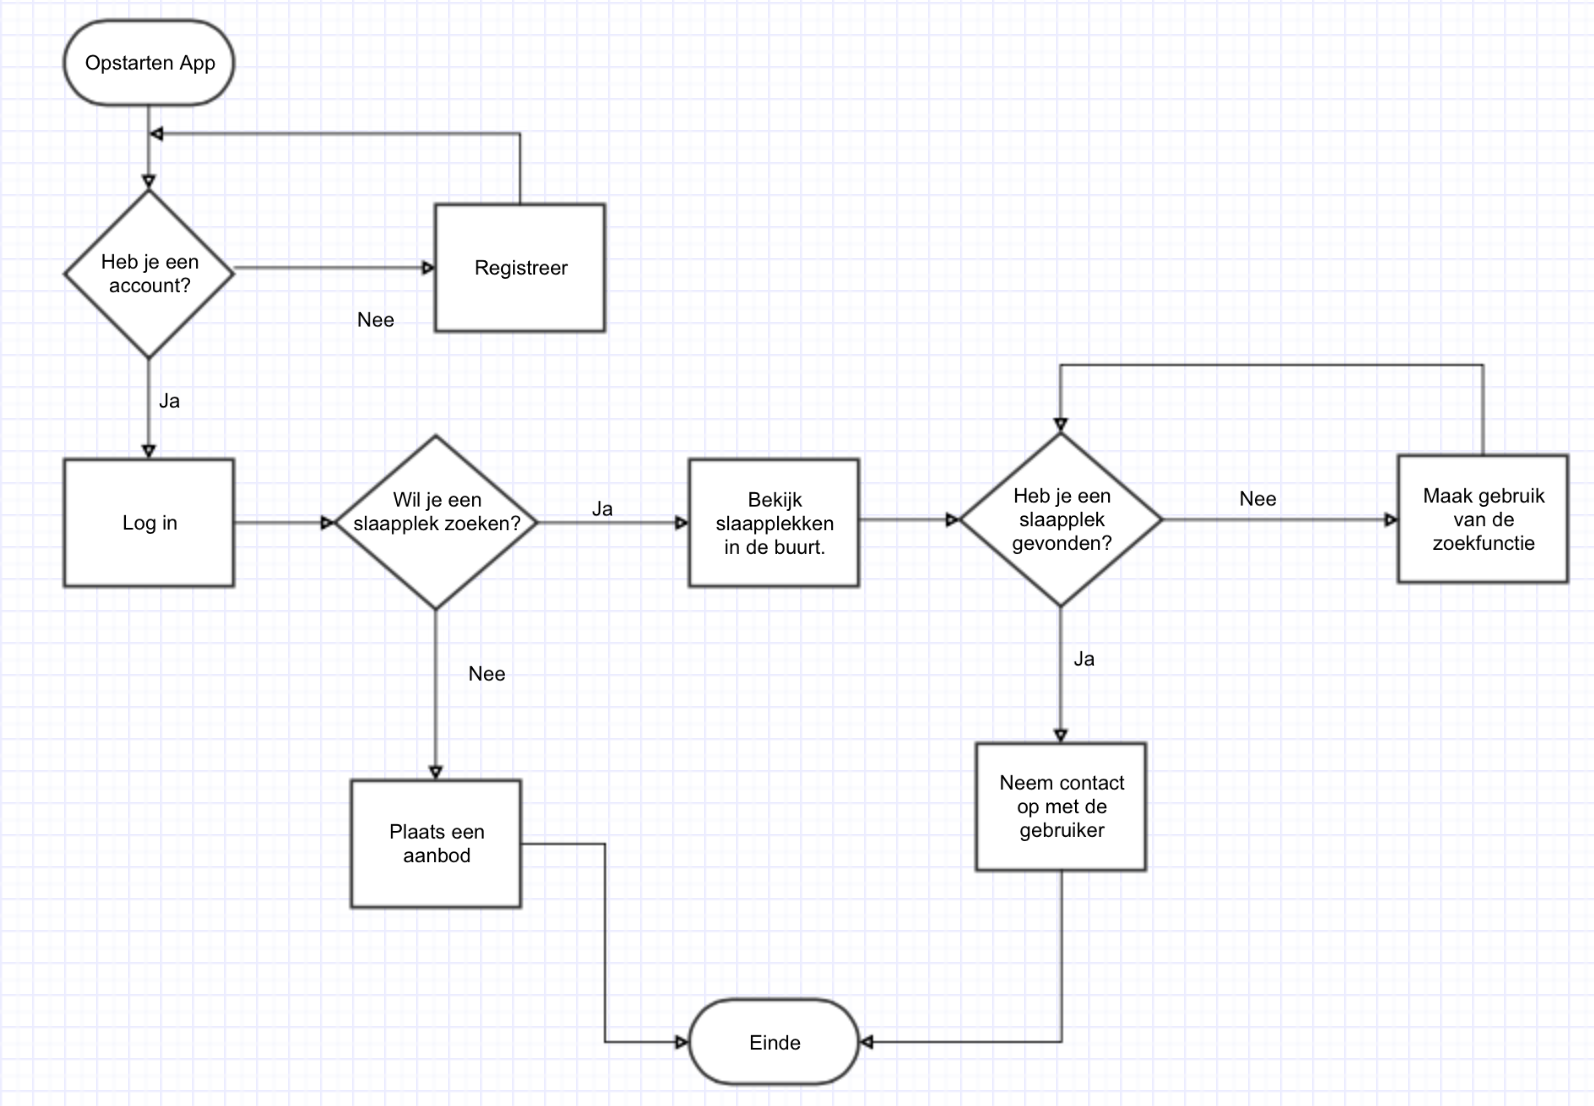 Opstarten App
Heb je een
account?
Nee
Registreer
Ja
Log in
Wil je een
slaapplek zoeken?
Ja
Bekijk
slaapplekken
in de buurt.
Heb je een
slaapplek
gevonden?
Nee
Maak gebruik
van de
zoekfunctie
Nee
Ja
Plaats een
aanbod
Neem contact
op met de
gebruiker
Einde